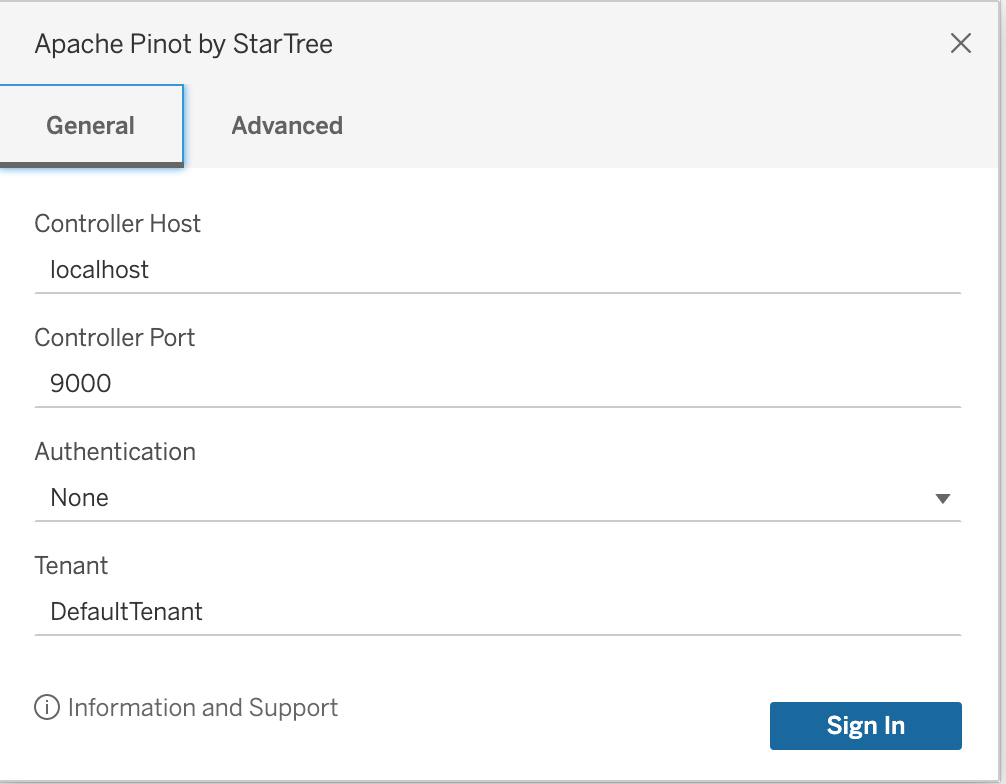 Apache Pinot by StarTree
General
Advanced
Controller Host
localhost
Controller Port
9000
Authentication
None
Tenant
DefaultTenant
Information and Support
Sign In